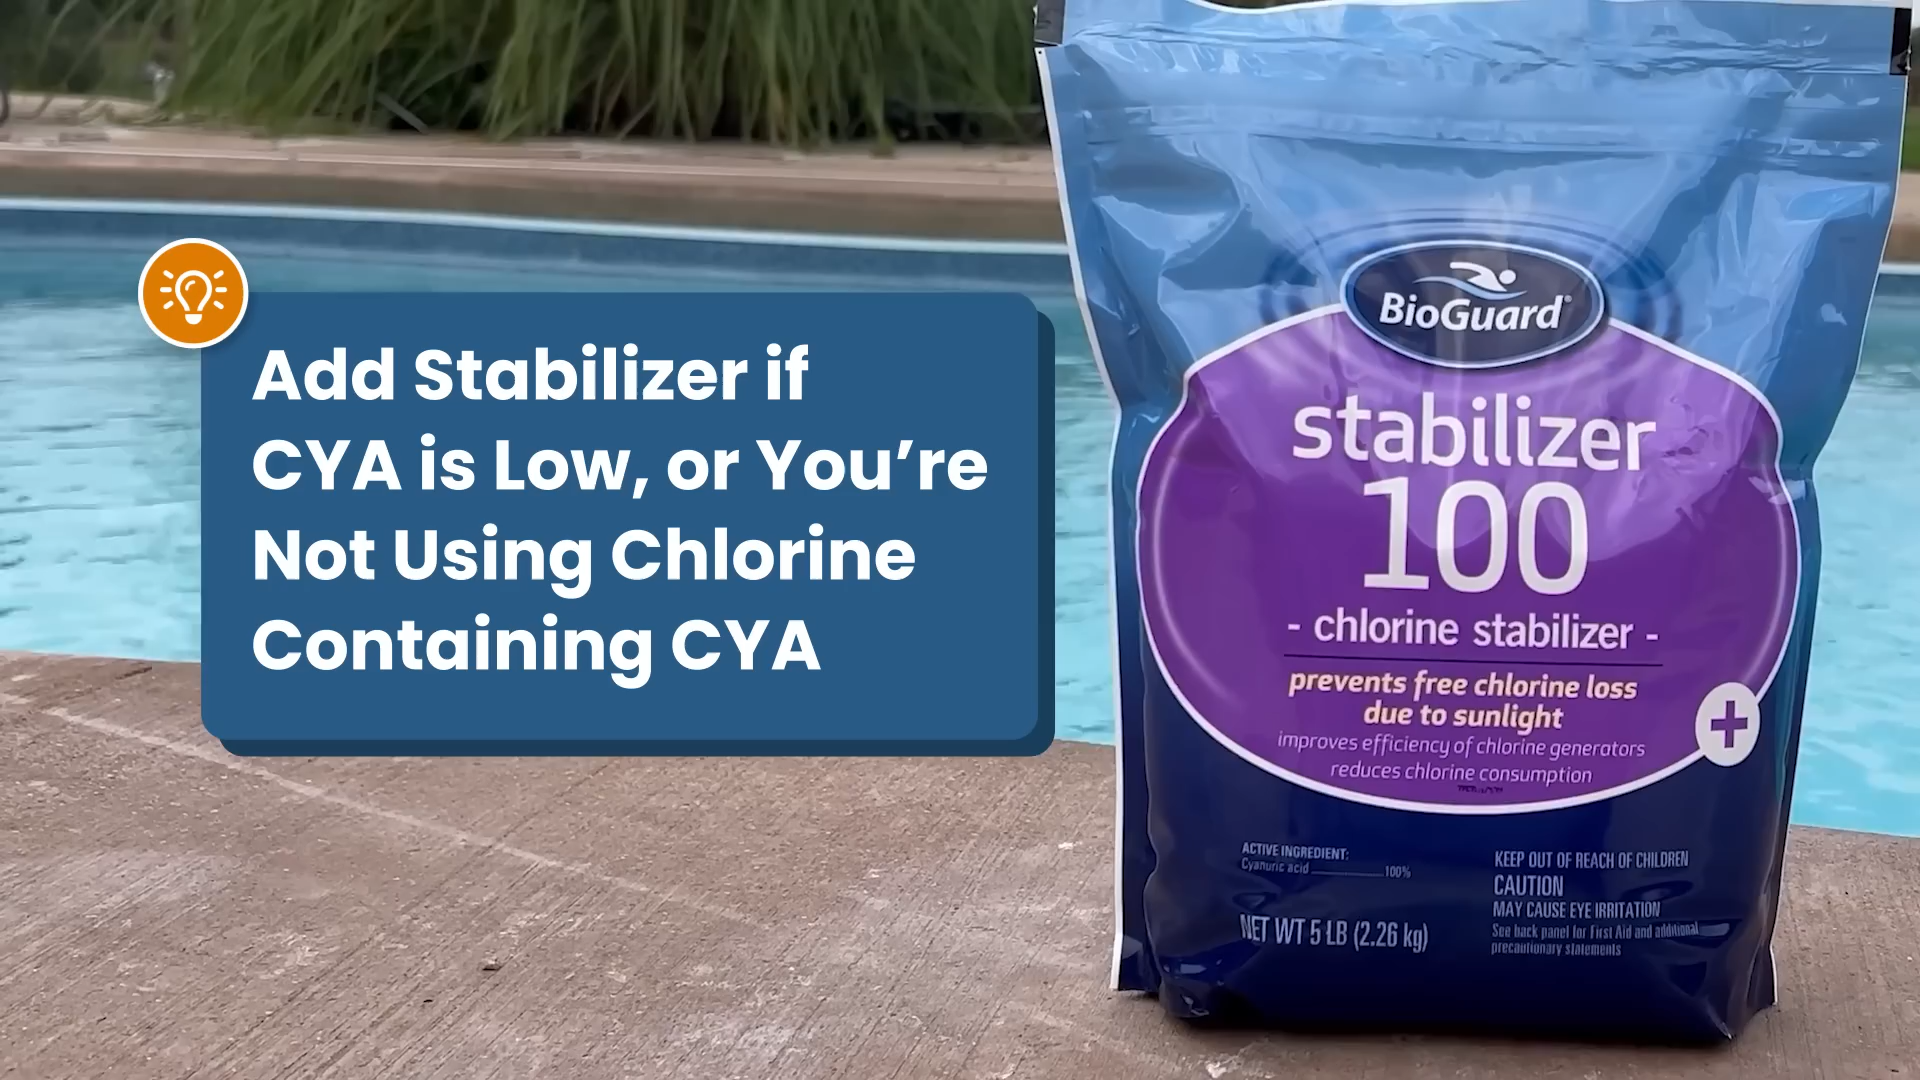 Add Stabilizer if
CYA is Low, or You’re
Not Using Chlorine
Containing CYA
BioGuard®
stabilizer
100
- chlorine stabilizer -
prevents free chlorine loss
due to sunlight
improves efficiency of chlorine generators
reduces chlorine consumption
ACTIVE INGREDIENT:
Cyanuric acid 100%
NET WT 5 LB (2.26 kg)
KEEP OUT OF REACH OF CHILDREN
CAUTION
MAY CAUSE EYE IRRITATION
See back panel for First Aid and additional
precautionary statements